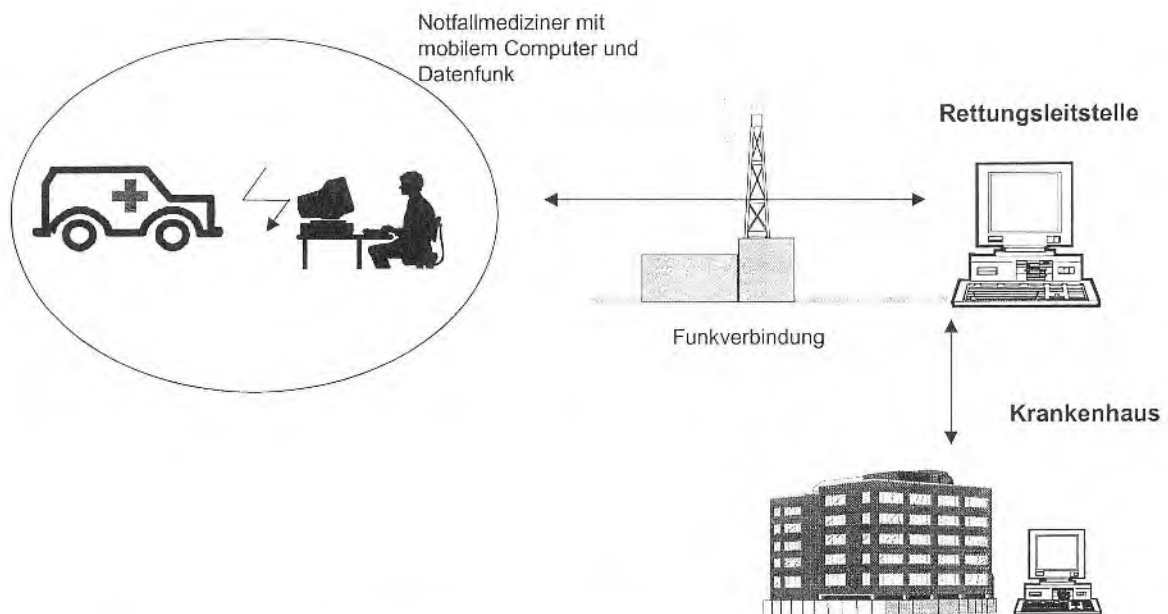 Notfallmediziner mit
mobilem Computer und
Datenfunk
Rettungsleitstelle
Funkverbindung
Krankenhaus